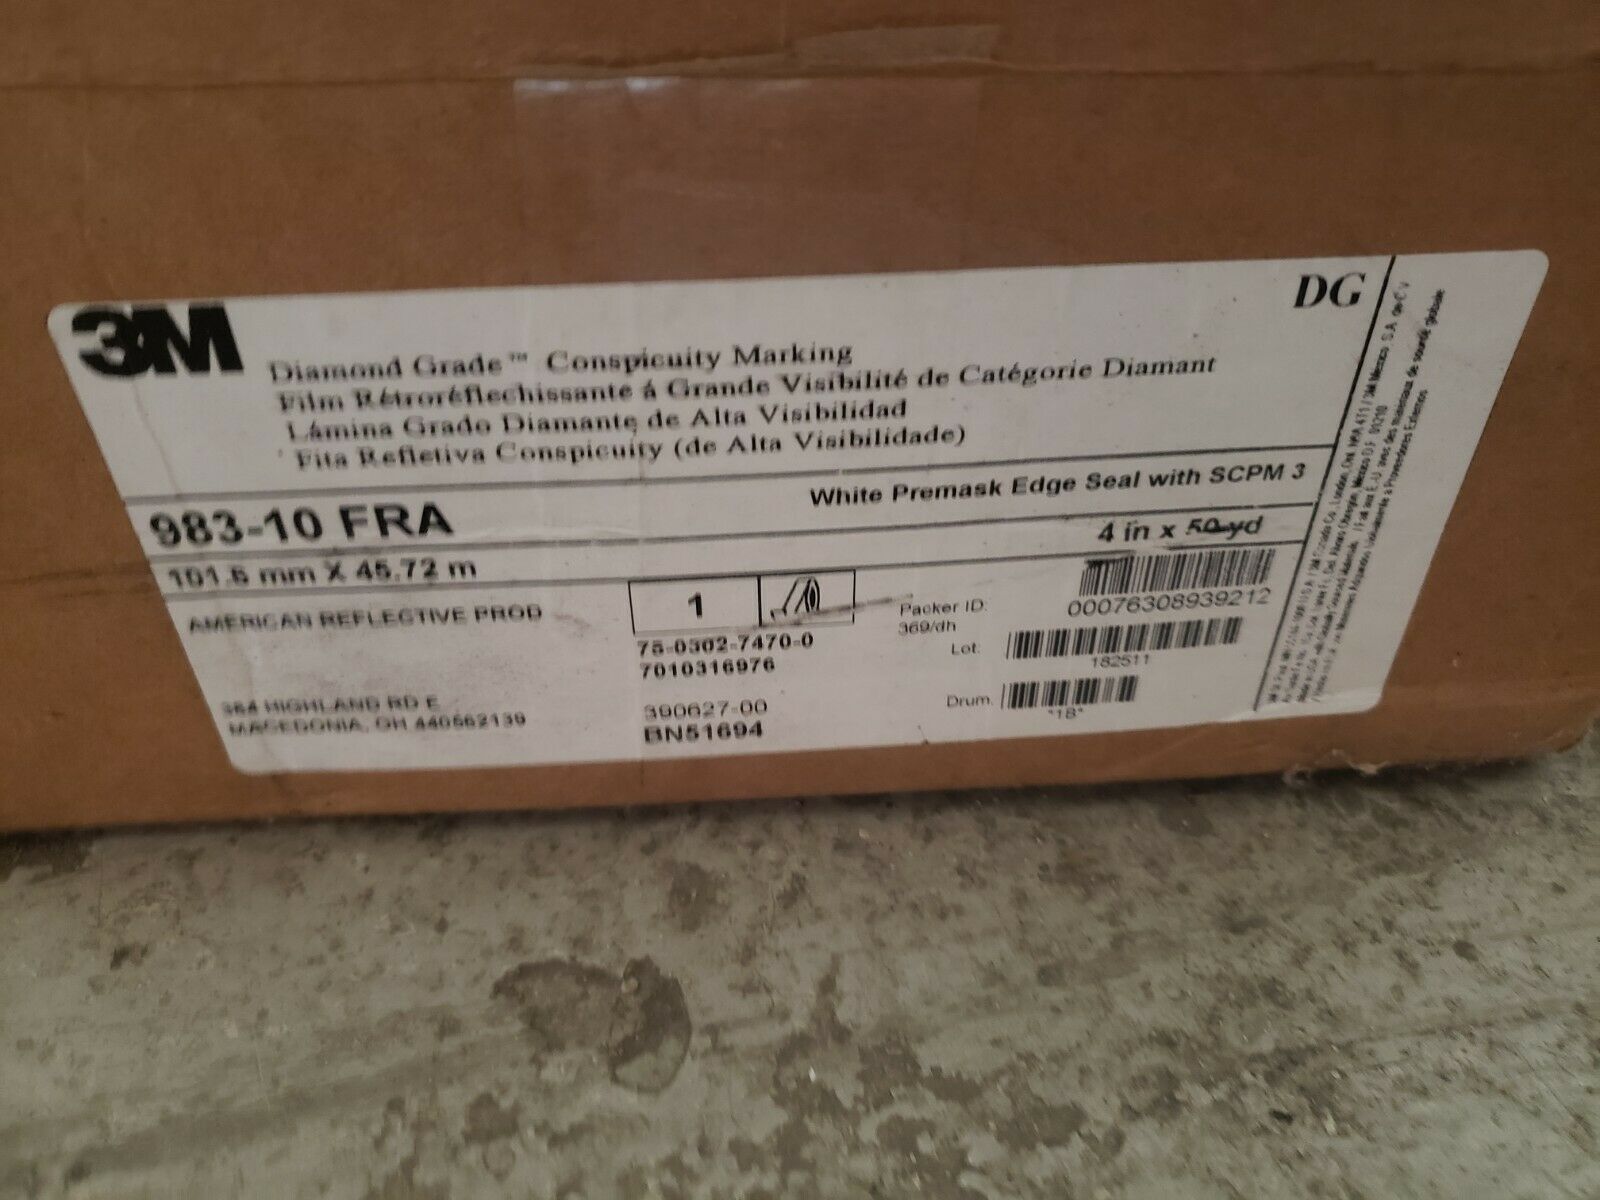 3M
DG
Diamond Grade™ Conspicuity Marking
Film Rétroréflechissante á Grande Visibilité de Catégorie Diamant
Lámina Grado Diamante de Alta Visibilidad
Fita Refletiva Conspicuity (de Alta Visibilidade)
White Premask Edge Seal with SCPM 3
983-10 FRA
4 in x 50 yd
101.6 mm X 45.72 m
AMERICAN REFLECTIVE PROD
1
75-0302-7470-0
7010316976
Packer ID:
369/dh
00076308939212
Lot:
182511
HIGHLAND RD E
MACEDONIA, OH 440562139
390627-00
BN51694
Drum:
*18*